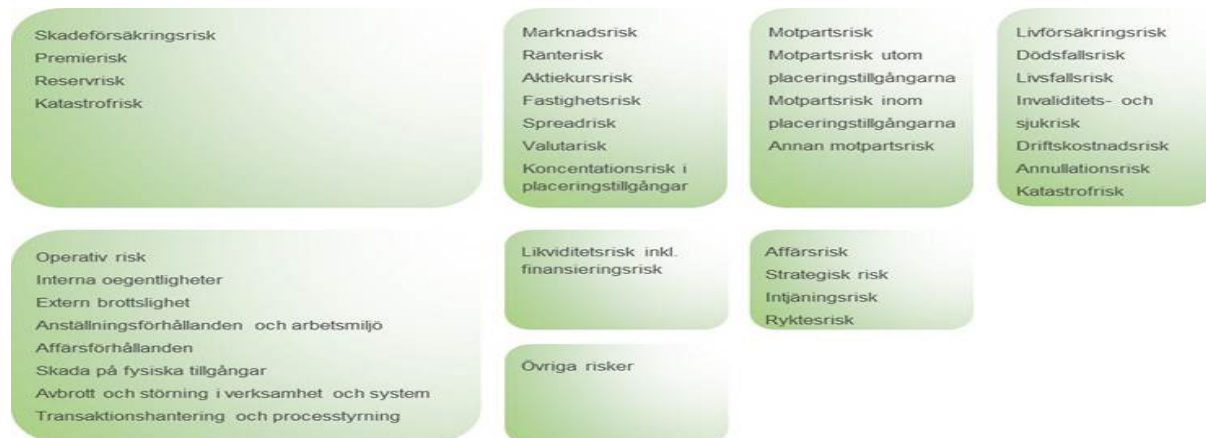 Skadeförsäkringsrisk
Premierisk
Reservrisk
Katastrofrisk
Marknadsrisk
Ränterisk
Aktiekursrisk
Fastighetsrisk
Spreadrisk
Valutarisk
Koncentationsrisk i
placeringstillgångar
Motpartsrisk
Motpartsrisk utom
placeringstillgångarna
Motpartsrisk inom
placeringstillgångarna
Annan motpartsrisk
Livförsäkringsrisk
Dödsfallsrisk
Livsfallsrisk
Invaliditets- och
sjukrisk
Driftskostnadsrisk
Annullationsrisk
Katastrofrisk
Operativ risk
Interna oegentligheter
Extern brottslighet
Anställningsförhållanden och arbetsmiljö
Affärsförhållanden
Skada på fysiska tillgångar
Avbrott och störning i verksamhet och system
Transaktionshantering och processtyrning
Likviditetsrisk inkl.
finansieringsrisk
Övriga risker
Affärsrisk
Strategisk risk
Intjäningsrisk
Ryktesrisk